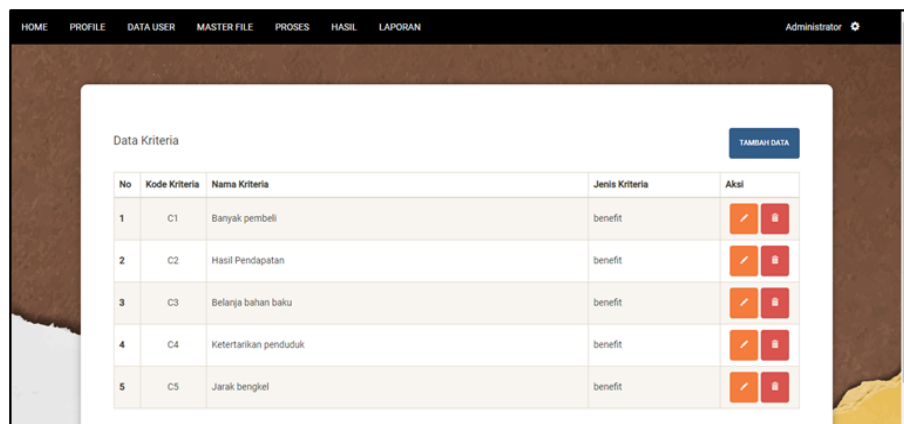 HOME PROFILE DATA USER MASTER FILE PROSES HASIL LAPORAN Administrator
Data Kriteria TAMBAH DATA
No Kode Kriteria Nama Kriteria Jenis Kriteria Aksi
1 C1 Banyak pembeli benefit
2 C2 Hasil Pendapatan benefit
3 C3 Belanja bahan baku benefit
4 C4 Ketertarikan penduduk benefit
5 C5 Jarak bengkel benefit